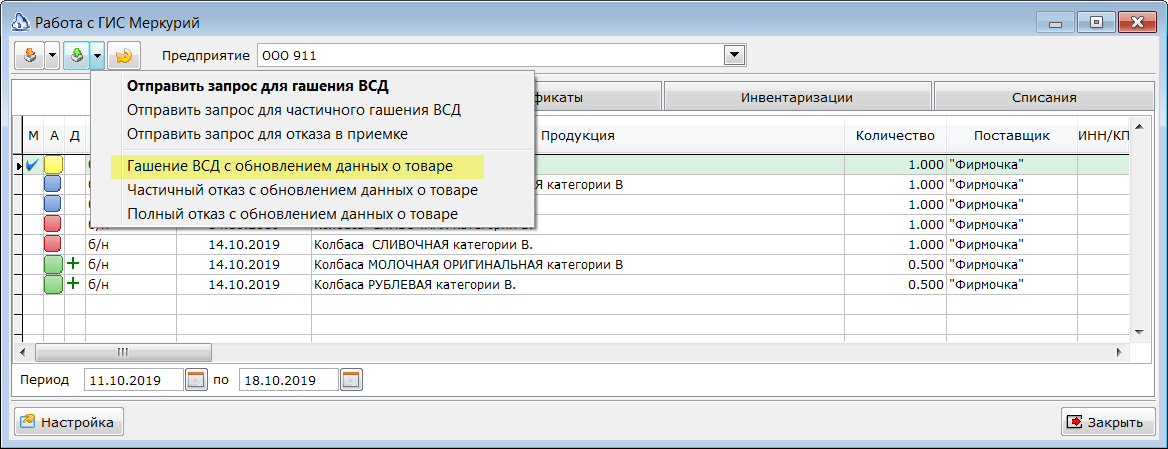 Работа с ГИС Меркурий
Предприятие ООО 911
Отправить запрос для гашения ВСД
Отправить запрос для частичного гашения ВСД
Отправить запрос для отказа в приемке
Гашение ВСД с обновлением данных о товаре
Частичный отказ с обновлением данных о товаре
Полный отказ с обновлением данных о товаре
Инвентаризации Списания
М А Д Продукция Количество Поставщик ИНН/КП
1.000 "Фирмочка"
категории В 1.000 "Фирмочка"
1.000 "Фирмочка"
1.000 "Фирмочка"
б/н 14.10.2019 Колбаса СЛИВОЧНАЯ категории В. 1.000 "Фирмочка"
б/н 14.10.2019 Колбаса МОЛОЧНАЯ ОРИГИНАЛЬНАЯ категории В 0.500 "Фирмочка"
б/н 14.10.2019 Колбаса РУБЛЕВАЯ категории В. 0.500 "Фирмочка"
Период 11.10.2019 по 18.10.2019
Настройка Закрыть